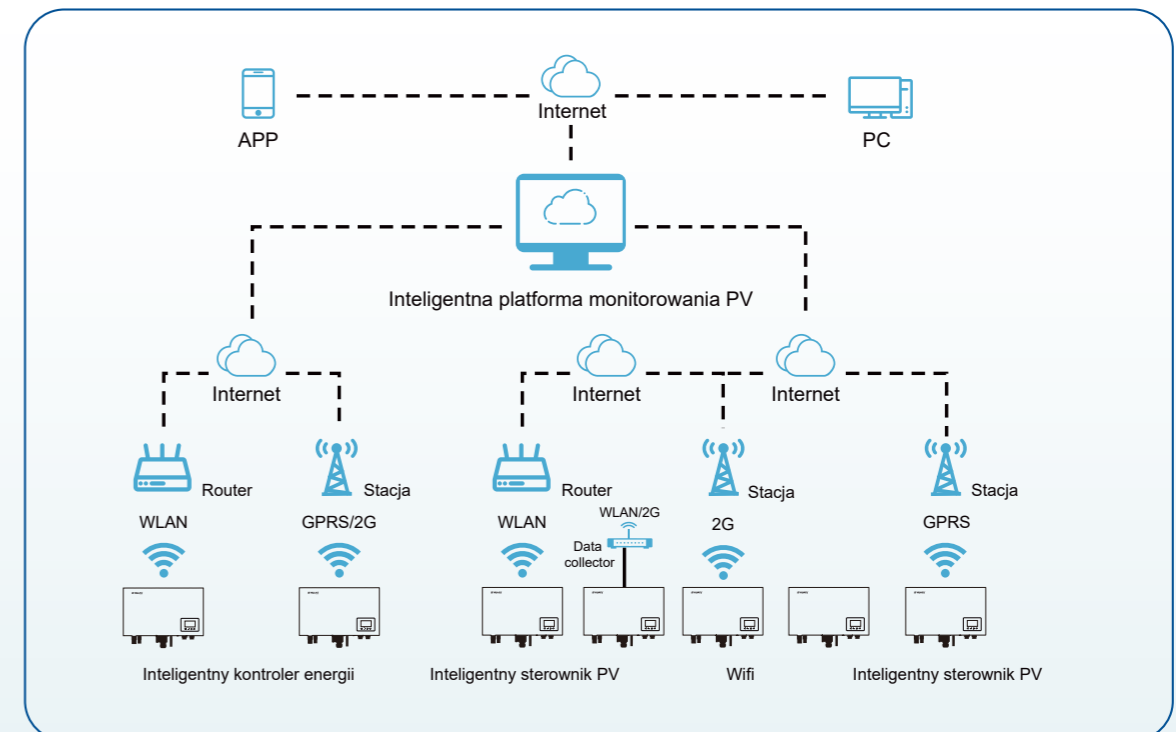 Internet
APP
PC
Inteligentna platforma monitorowania PV
Internet
Internet
Internet
Router
Stacja
Router
Stacja
Stacja
WLAN
GPRS/2G
WLAN
WLAN/2G
2G
GPRS
Data
collector
Inteligentny kontroler energii
Inteligentny sterownik PV
Wifi
Inteligentny sterownik PV